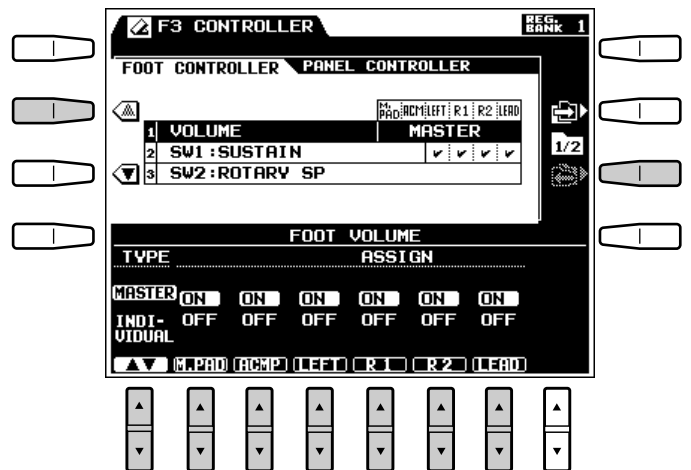 F3 CONTROLLER
REG. BANK 1
FOOT CONTROLLER PANEL CONTROLLER
M. PAD ACM LEFT R1 R2 LEAD
1 VOLUME MASTER
1/2
2 SW1:SUSTAIN ✔ ✔ ✔ ✔
3 SW2:ROTARY SP
FOOT VOLUME
TYPE ASSIGN
MASTER ON ON ON ON ON ON
INDI-VIDUAL OFF OFF OFF OFF OFF OFF
▲▼ M.PAD ACMP LEFT R1 R2 LEAD